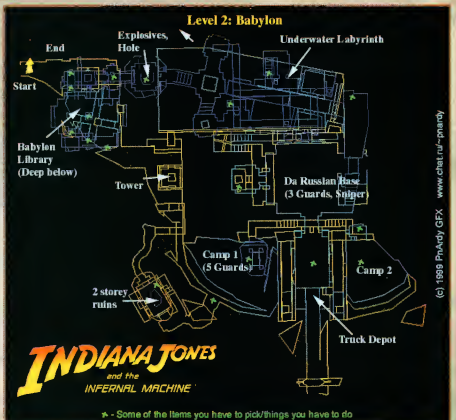 Level 2: Babylon
End
Explosives,
Hole
Underwater Labyrinth
Start
Babylon
Library
(Deep below)
Tower
Da Russian Base
(3 Guards, Sniper)
Camp 1
(5 Guards)
Camp 2
2 storey
ruins
Truck Depot
INDIANA JONES
and the
INFERNAL MACHINE
- Some of the Items you have to pick/things you have to do
(c) 1999 PnArdy GFX www.chat.ru/~pnardy